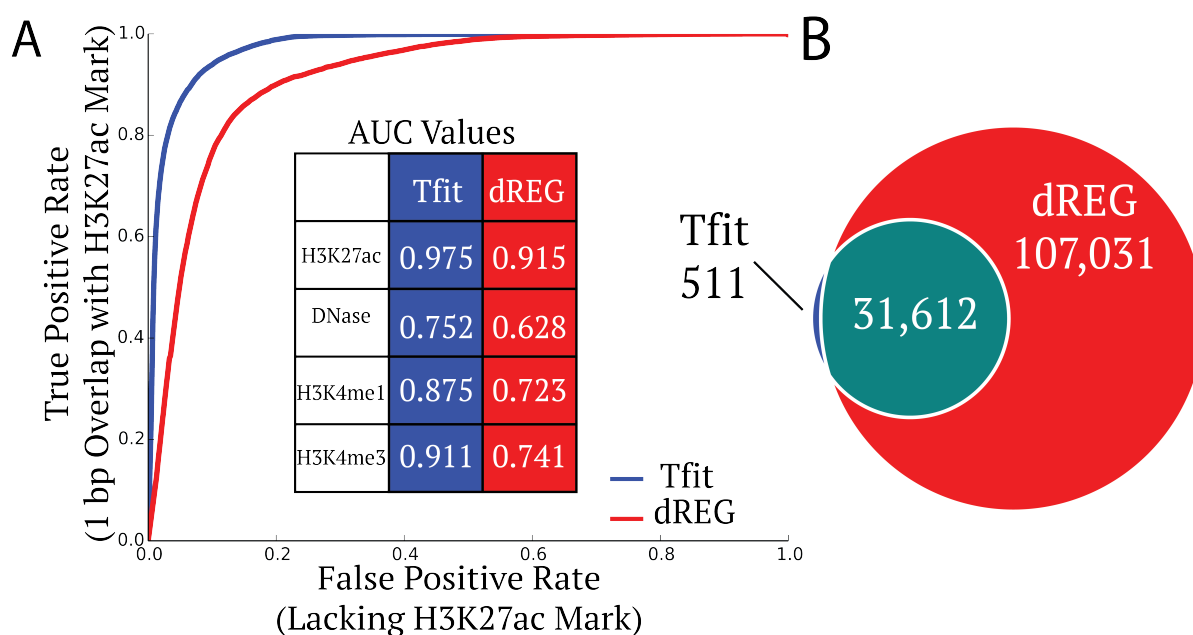 A
B
True Positive Rate
(1 bp Overlap with H3K27ac Mark)
1.0
0.8
0.6
0.4
0.2
0.0
0.0 0.2 0.4 0.6 0.8 1.0
False Positive Rate
(Lacking H3K27ac Mark)
AUC Values
Tfit dREG
H3K27ac 0.975 0.915
DNase 0.752 0.628
H3K4me1 0.875 0.723
H3K4me3 0.911 0.741
Tfit
dREG
Tfit
511
31,612
dREG
107,031